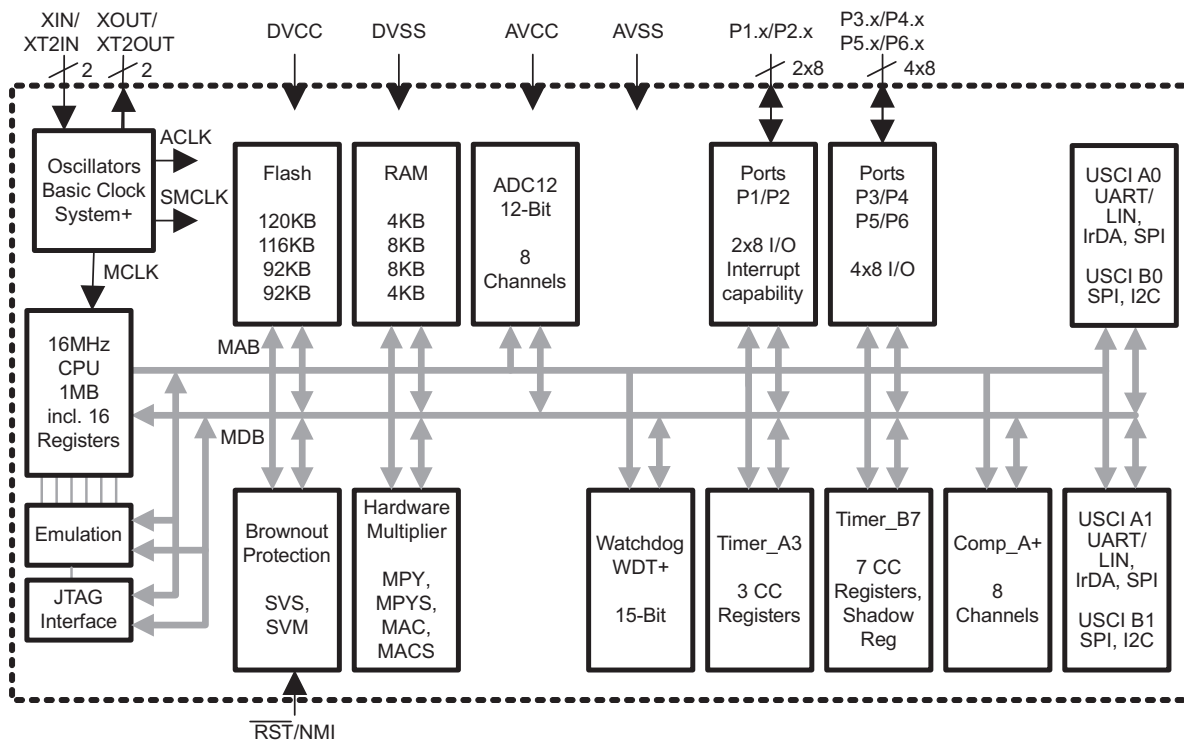 XIN/
XT2IN
2
XOUT/
XT2OUT
2
DVCC
DVSS
AVCC
AVSS
P1.x/P2.x
2x8
P3.x/P4.x
P5.x/P6.x
4x8
Oscillators
Basic Clock
System+
ACLK
SMCLK
MCLK
Flash
120KB
116KB
92KB
92KB
RAM
4KB
8KB
8KB
4KB
ADC12
12-Bit
8
Channels
Ports
P1/P2
2x8 I/O
Interrupt
capability
Ports
P3/P4
P5/P6
4x8 I/O
USCI A0
UART/
LIN,
IrDA, SPI
USCI B0
SPI, I2C
16MHz
CPU
1MB
incl. 16
Registers
MAB
MDB
Emulation
JTAG
Interface
Brownout
Protection
SVS,
SVM
Hardware
Multiplier
MPY,
MPYS,
MAC,
MACS
Watchdog
WDT+
15-Bit
Timer_A3
3 CC
Registers
Timer_B7
7 CC
Registers,
Shadow
Reg
Comp_A+
8
Channels
USCI A1
UART/
LIN,
IrDA, SPI
USCI B1
SPI, I2C
RST/NMI